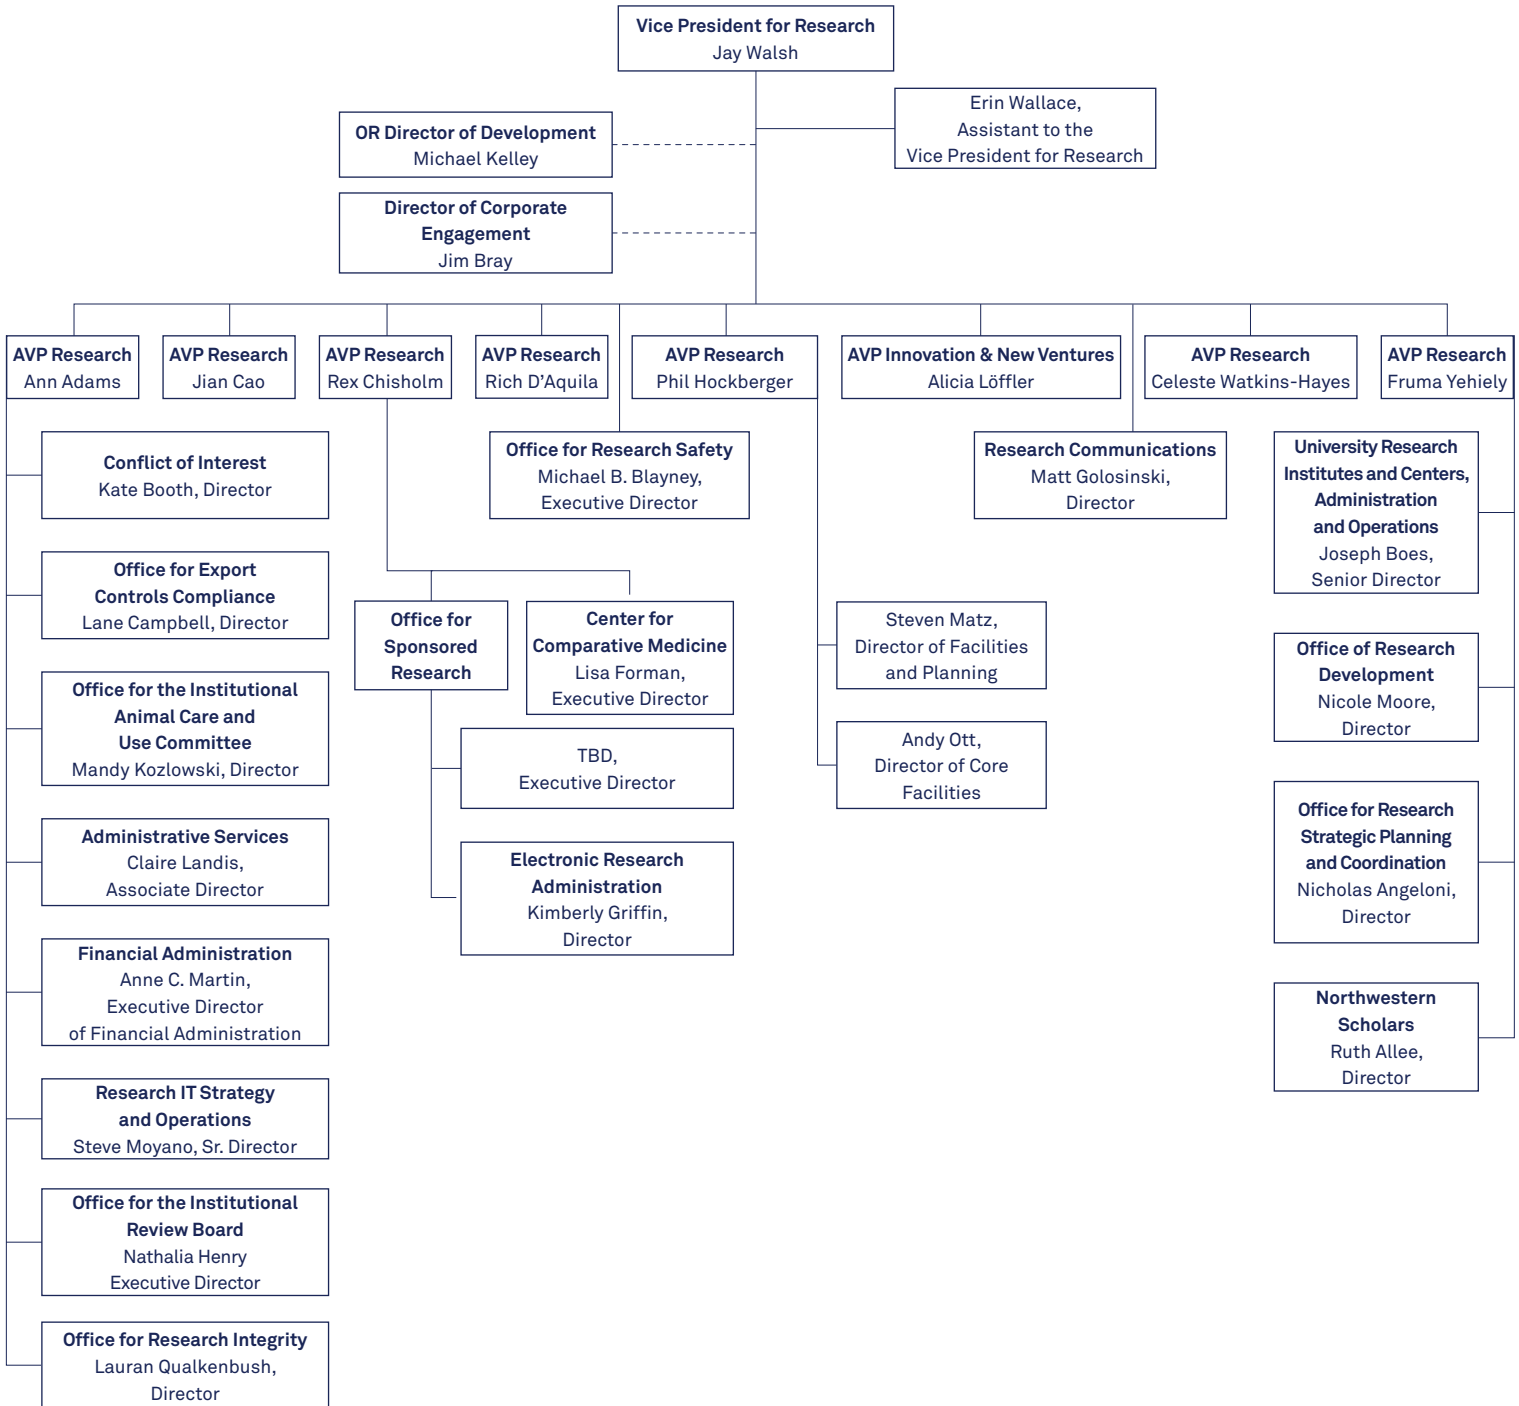 Vice President for Research
Jay Walsh
Erin Wallace,
Assistant to the
Vice President for Research
OR Director of Development
Michael Kelley
Director of Corporate
Engagement
Jim Bray
AVP Research
Ann Adams
AVP Research
Jian Cao
AVP Research
Rex Chisholm
AVP Research
Rich D’Aquila
AVP Research
Phil Hockberger
AVP Innovation & New Ventures
Alicia Löffler
AVP Research
Celeste Watkins-Hayes
AVP Research
Fruma Yehiely
Conflict of Interest
Kate Booth, Director
Office for Export
Controls Compliance
Lane Campbell, Director
Office for the Institutional
Animal Care and
Use Committee
Mandy Kozlowski, Director
Administrative Services
Claire Landis,
Associate Director
Financial Administration
Anne C. Martin,
Executive Director
of Financial Administration
Research IT Strategy
and Operations
Steve Moyano, Sr. Director
Office for the Institutional
Review Board
Nathalia Henry
Executive Director
Office for Research Integrity
Lauran Qualkenbush,
Director
Office for Sponsored
Research
Center for
Comparative Medicine
Lisa Forman,
Executive Director
TBD,
Executive Director
Electronic Research
Administration
Kimberly Griffin,
Director
Office for Research Safety
Michael B. Blayney,
Executive Director
Steven Matz,
Director of Facilities
and Planning
Andy Ott,
Director of Core
Facilities
Research Communications
Matt Golosinski,
Director
University Research
Institutes and Centers,
Administration
and Operations
Joseph Boes,
Senior Director
Office of Research
Development
Nicole Moore,
Director
Office for Research
Strategic Planning
and Coordination
Nicholas Angeloni,
Director
Northwestern
Scholars
Ruth Allee,
Director